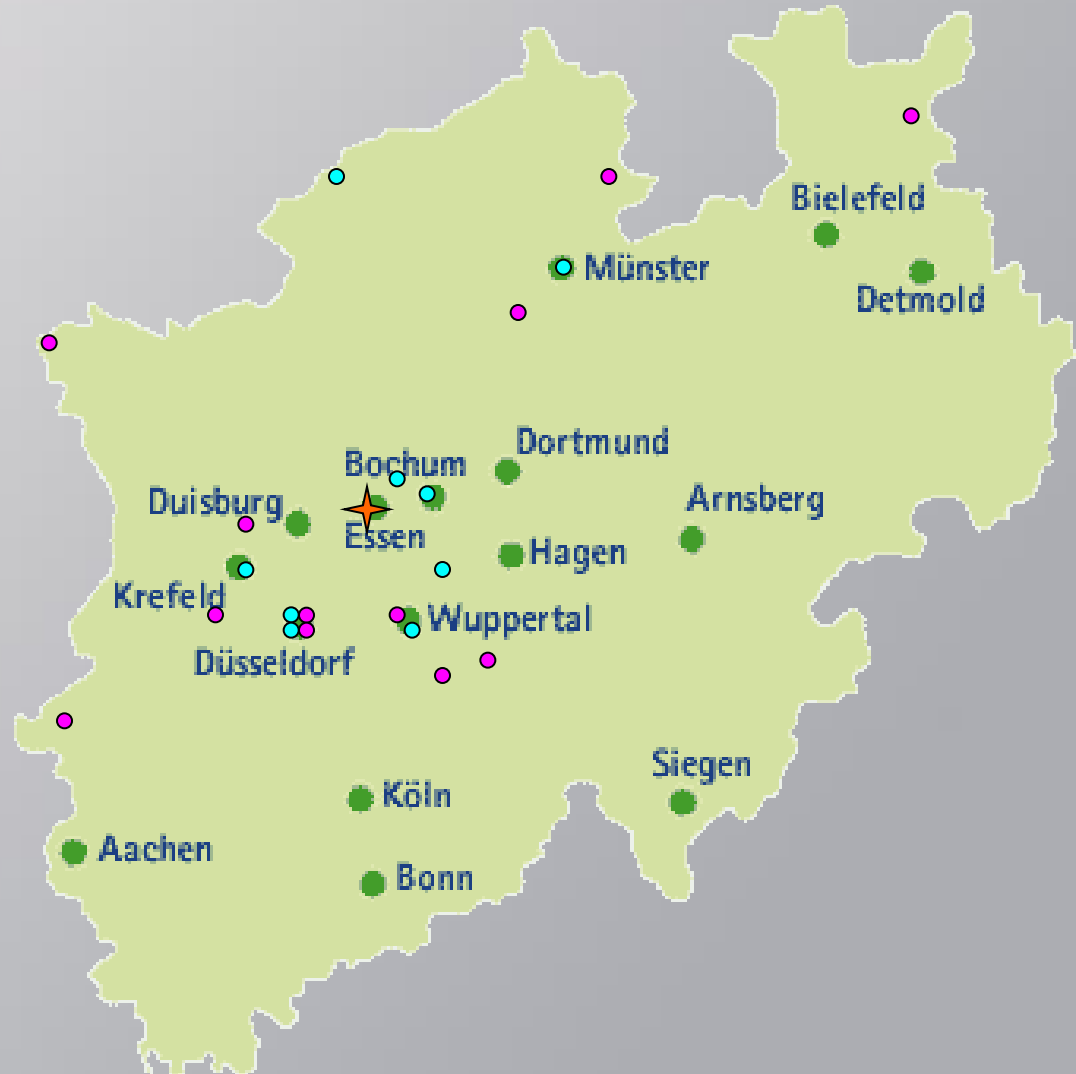 Bielefeld
Münster
Detmold
Dortmund
Bochum
Duisburg
Arnsberg
Essen
Hagen
Krefeld
Wuppertal
Düsseldorf
Siegen
Köln
Aachen
Bonn